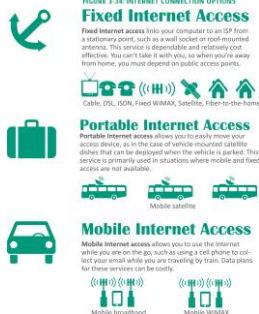 FIGURE 3-34: INTERNET CONNECTION OPTIONS
Fixed Internet Access
Fixed Internet access links your computer to an ISP from
a stationary point, such as a wall socket or roof-mounted
antenna. This service is dependable and relatively cost
effective. You can't take it with you, so when you're away
from home, you must depend on public access points.
Cable, DSL, ISDN, Fixed WiMAX, Satellite, Fiber-to-the-home
Portable Internet Access
Portable Internet access allows you to easily move your
access device, as in the case of vehicle-mounted satellite
dishes that can be deployed when the vehicle is parked. This
service is primarily used in situations where mobile and fixed
access are not available.
Mobile satellite
Mobile Internet Access
Mobile Internet access allows you to use the Internet
while you are on the go, such as using a cell phone to col-
lect your email while you are traveling by train. Data plans
for these services can be costly.
Mobile broadband
Mobile WiMAX